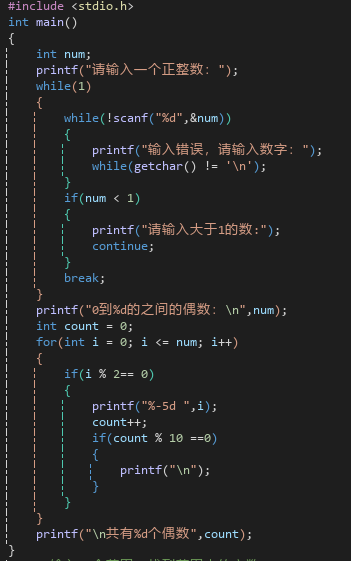 #include <stdio.h>
int main()
{
    int num;
    printf("请输入一个正整数: ");
    while(1)
    {
        while(!scanf("%d",&num))
        {
            printf("输入错误, 请输入数字: ");
            while(getchar() != '\n');
        }
        if(num < 1)
        {
            printf("请输入大于1的数:");
            continue;
        }
        break;
    }
    printf("0到%d的之间的偶数: \n",num);
    int count = 0;
    for(int i = 0; i <= num; i++)
    {
        if(i % 2== 0)
        {
            printf("%-5d ",i);
            count++;
            if(count % 10 ==0)
            {
                printf("\n");
            }
        }
    }
    printf("\n共有%d个偶数",count);
}